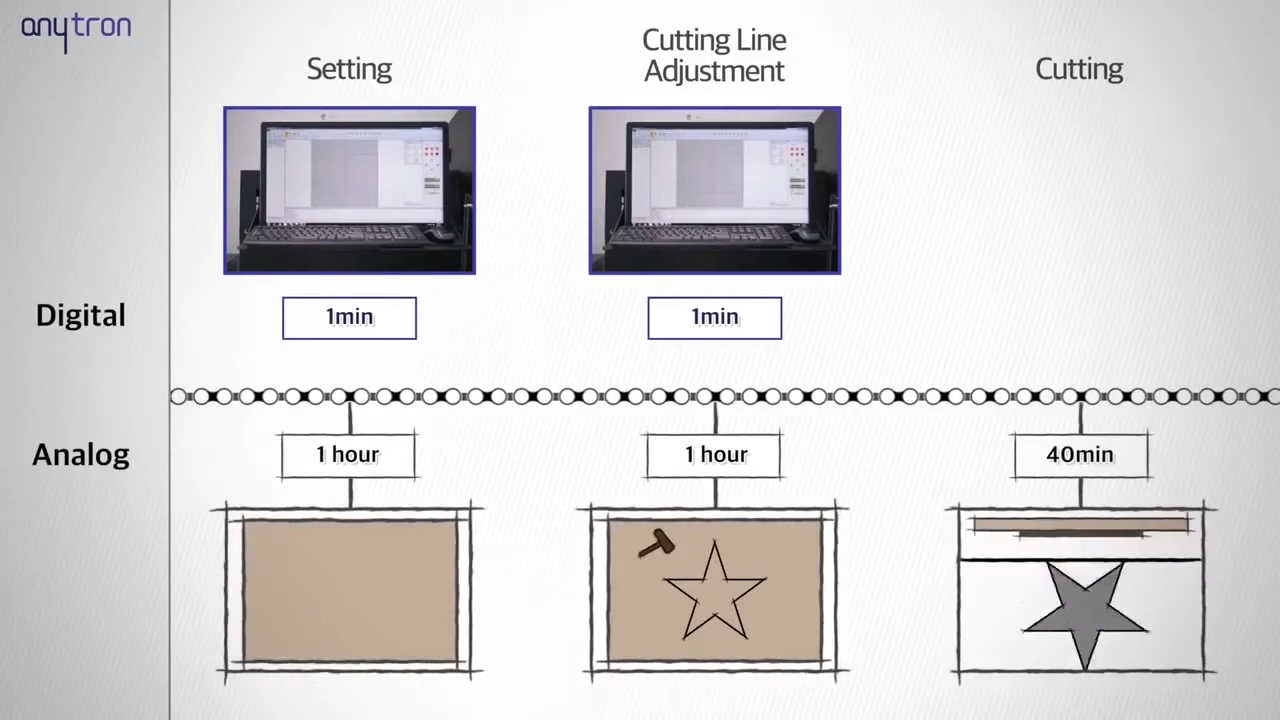 anytron
Setting
Cutting Line
Adjustment
Cutting
Digital
1min
1min
Analog
1 hour
1 hour
40min